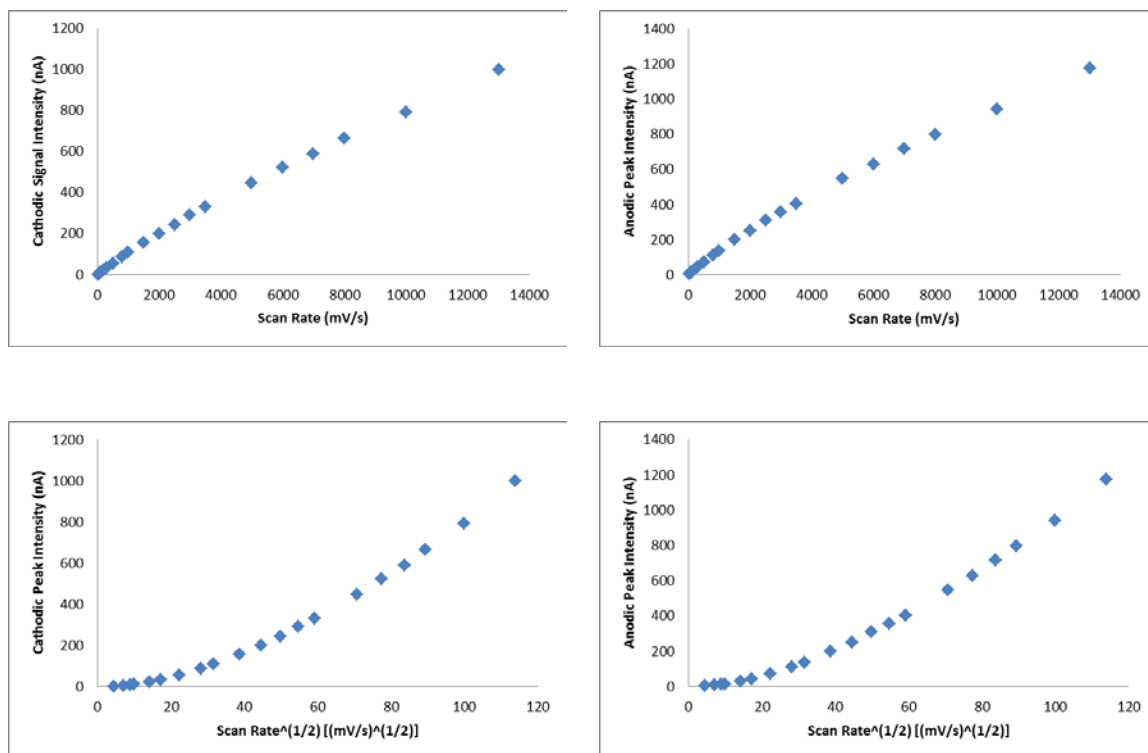 1200
1000
800
600
400
200
0
Cathodic Signal Intensity (nA)
0 2000 4000 6000 8000 10000 12000 14000
Scan Rate (mV/s)
1400
1200
1000
800
600
400
200
0
Anodic Peak Intensity (nA)
0 2000 4000 6000 8000 10000 12000 14000
Scan Rate (mV/s)
1200
1000
800
600
400
200
0
Cathodic Peak Intensity (nA)
0 20 40 60 80 100 120
Scan Rate^(1/2) [(mV/s)^(1/2)]
1400
1200
1000
800
600
400
200
0
Anodic Peak Intensity (nA)
0 20 40 60 80 100 120
Scan Rate^(1/2) [(mV/s)^(1/2)]